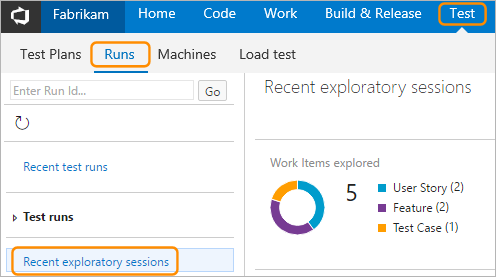 Fabrikam Home Code Work Build & Release Test
Test Plans Runs Machines Load test
Enter Run Id... Go
Recent test runs
Test runs
Recent exploratory sessions
Recent exploratory sessions
Work Items explored
5
User Story (2)
Feature (2)
Test Case (1)